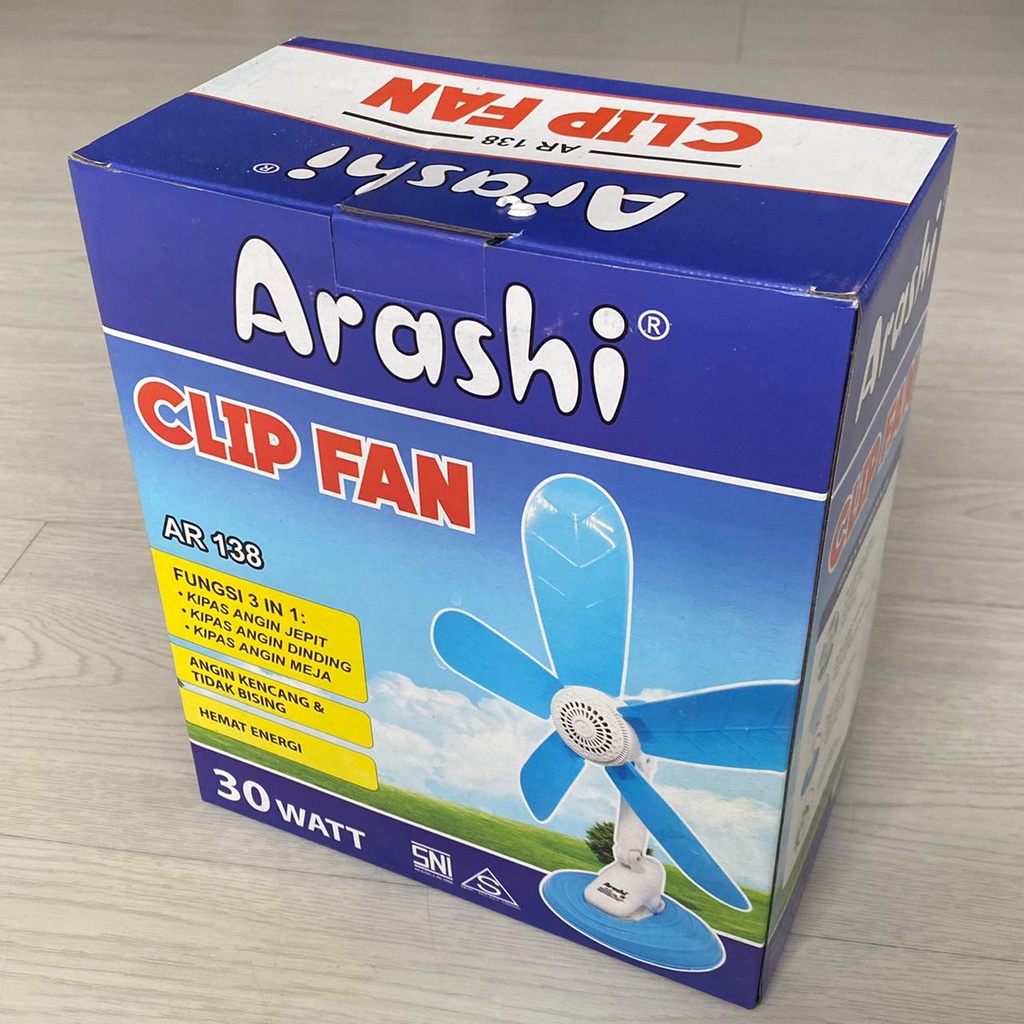 CLIP FAN
AR 138
Arashi®
Arashi®
CLIP FAN
AR 138
FUNGSI 3 IN 1:
• KIPAS ANGIN JEPIT
• KIPAS ANGIN DINDING
• KIPAS ANGIN MEJA
ANGIN KENCANG &
TIDAK BISING
HEMAT ENERGI
30 WATT
SNI
S
Arashi
Arashi
CLIP FAN